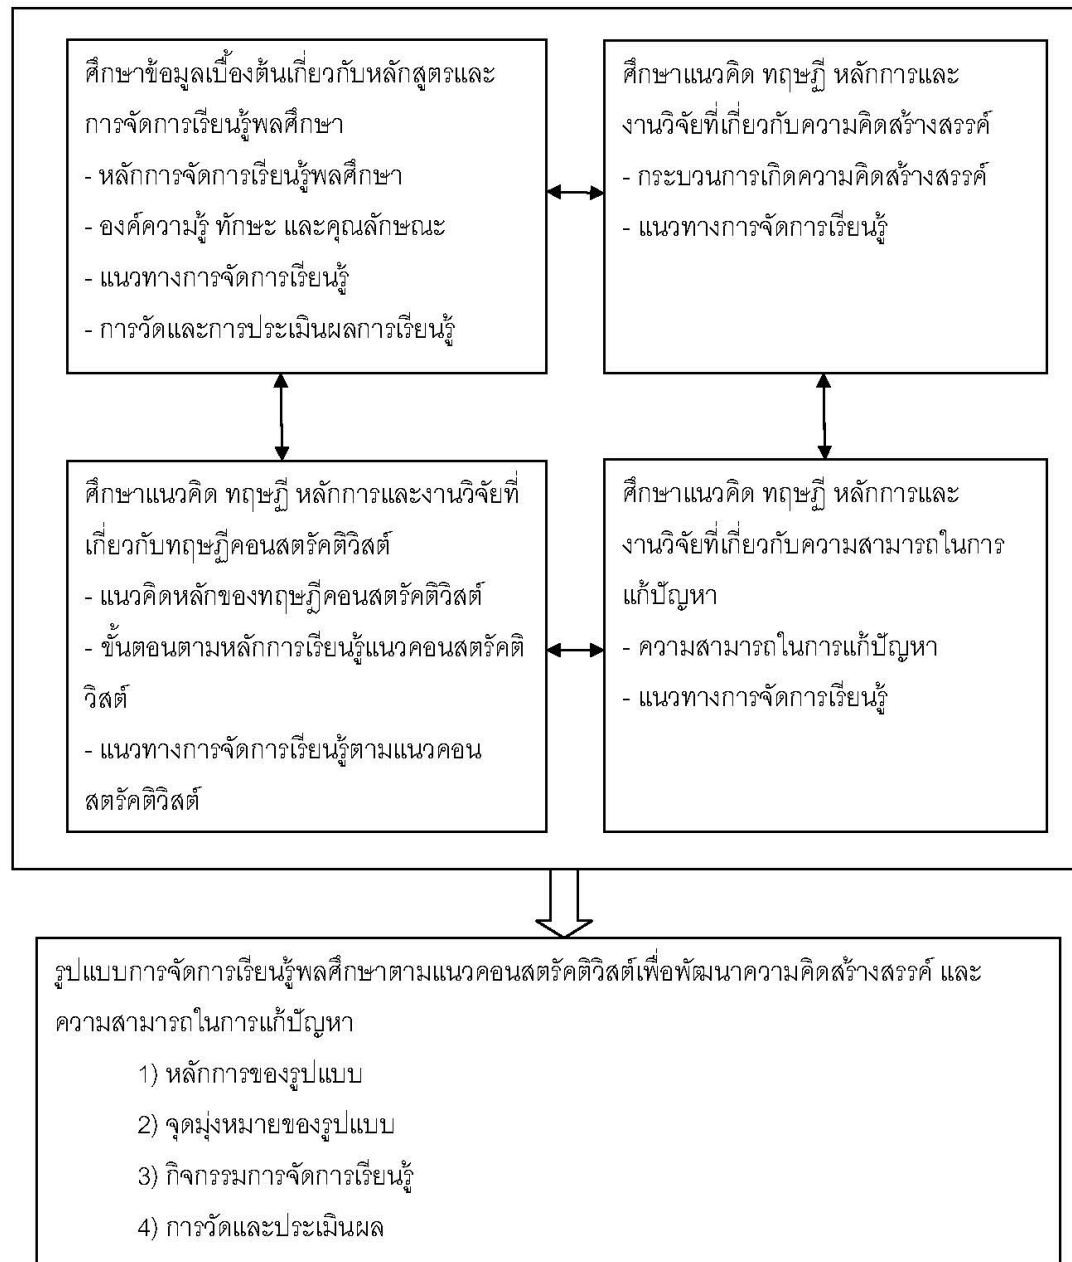 ศึกษาข้อมูลเบื้องต้นเกี่ยวกับหลักสูตรและ
การจัดการเรียนรู้พลศึกษา
- หลักการจัดการเรียนรู้พลศึกษา
- องค์ความรู้ ทักษะ และคุณลักษณะ
- แนวทางการจัดการเรียนรู้
- การวัดและการประเมินผลการเรียนรู้
ศึกษาแนวคิด ทฤษฏี หลักการและ
งานวิจัยที่เกี่ยวกับความคิดสร้างสรรค์
- กระบวนการเกิดความคิดสร้างสรรค์
- แนวทางการจัดการเรียนรู้
ศึกษาแนวคิด ทฤษฏี หลักการและงานวิจัยที่
เกี่ยวกับทฤษฏีคอนสตรัคติวิสต์
- แนวคิดหลักของทฤษฎีคอนสตรัคติวิสต์
- ขั้นตอนตามหลักการเรียนรู้แนวคอนสตรัคติ
วิสต์
- แนวทางการจัดการเรียนรู้ตามแนวคอน
สตรัคติวิสต์
ศึกษาแนวคิด ทฤษฏี หลักการและ
งานวิจัยที่เกี่ยวกับความสามารถในการ
แก้ปัญหา
- ความสามารถในการแก้ปัญหา
- แนวทางการจัดการเรียนรู้
รูปแบบการจัดการเรียนรู้พลศึกษาตามแนวคอนสตรัคติวิสต์เพื่อพัฒนาความคิดสร้างสรรค์ และ
ความสามารถในการแก้ปัญหา
1) หลักการของรูปแบบ
2) จุดมุ่งหมายของรูปแบบ
3) กิจกรรมการจัดการเรียนรู้
4) การวัดและประเมินผล